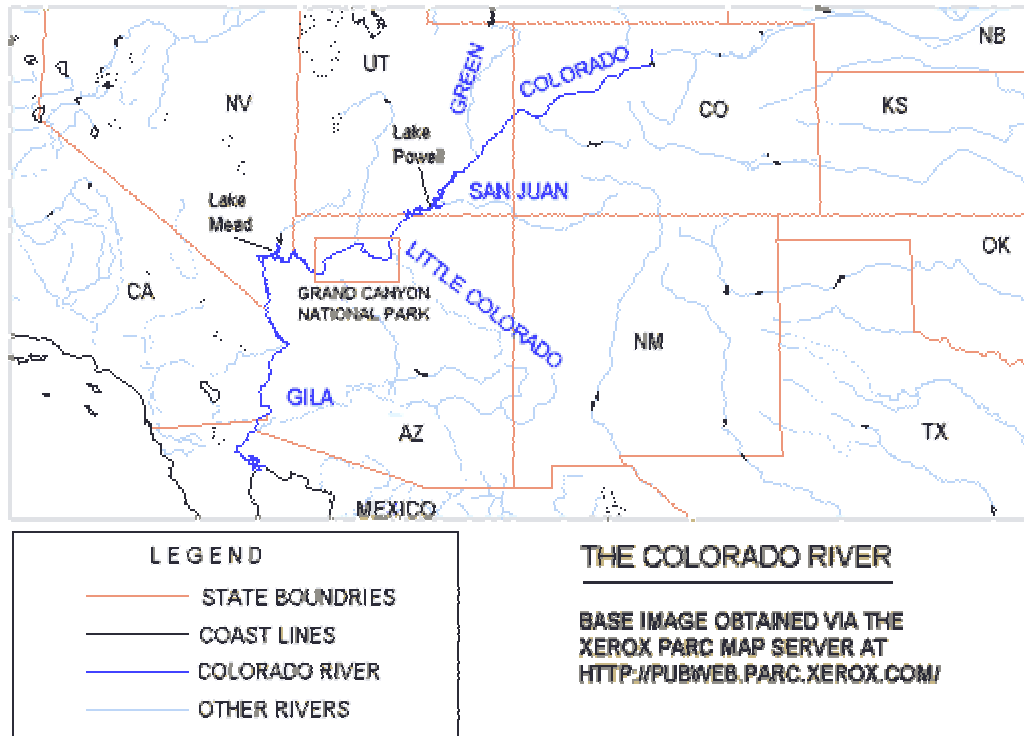 NB
UT
GREEN
COLORADO
NV
CO
KS
Lake
Powell
SAN JUAN
Lake
Mead
LITTLE COLORADO
OK
CA
GRAND CANYON
NATIONAL PARK
NM
GILA
AZ
TX
MEXICO
LEGEND
STATE BOUNDRIES
COAST LINES
COLORADO RIVER
OTHER RIVERS
THE COLORADO RIVER
BASE IMAGE OBTAINED VIA THE
XEROX PARC MAP SERVER AT
HTTP://PUBWEB.PARC.XEROX.COM/